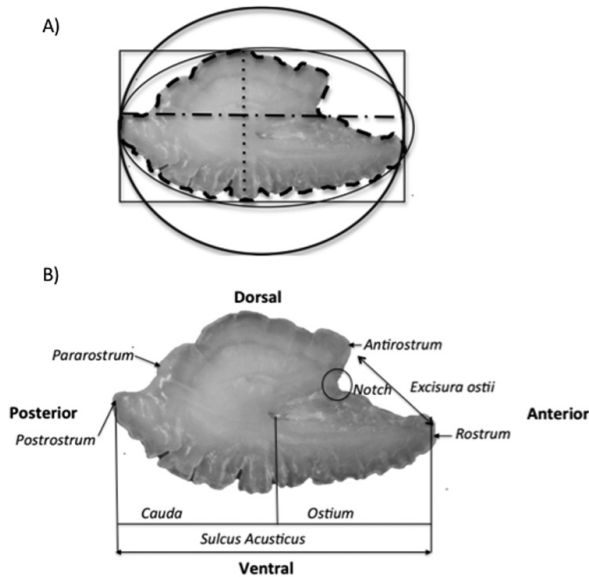 A)
B)
Dorsal
Pararostrum
Antirostrum
Notch
Excisura ostii
Posterior
Anterior
Postrostrum
Rostrum
Cauda
Ostium
Sulcus Acusticus
Ventral